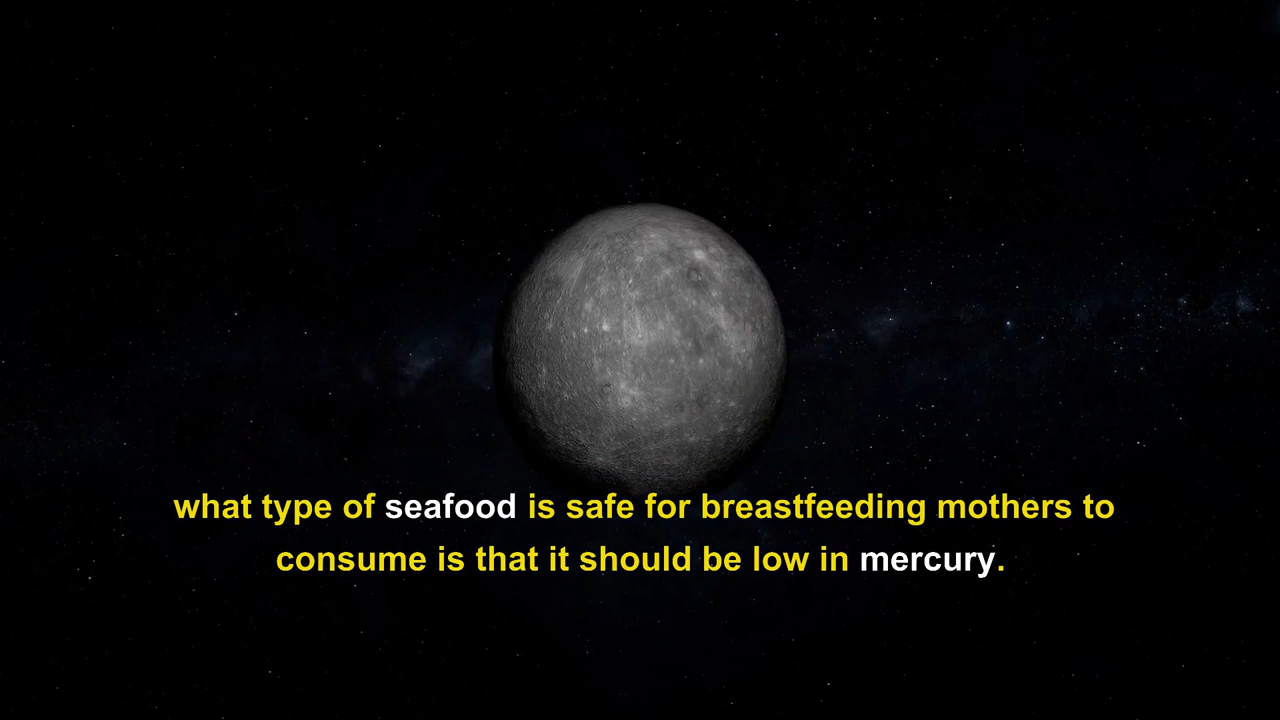 what type of seafood is safe for breastfeeding mothers to
consume is that it should be low in mercury.